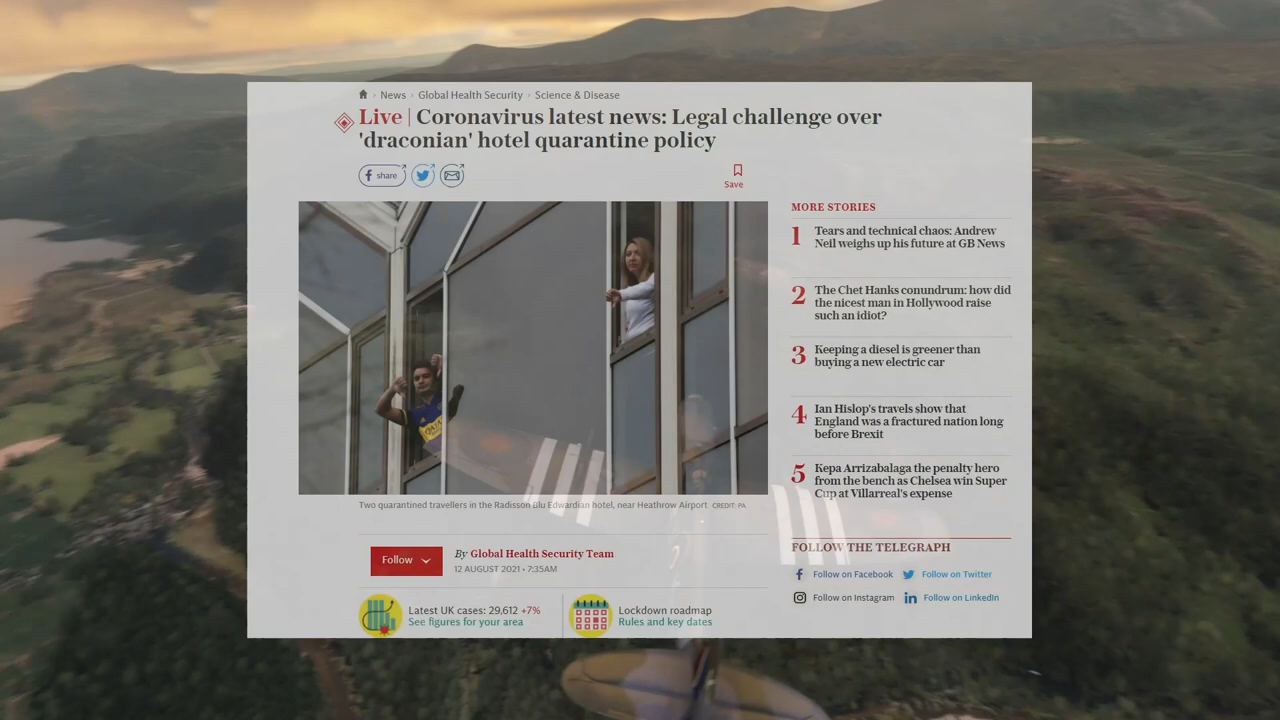 News › Global Health Security › Science & Disease
Live | Coronavirus latest news: Legal challenge over
'draconian' hotel quarantine policy
share
Save
QATAR
Two quarantined travellers in the Radisson Blu Edwardian hotel, near Heathrow Airport CREDIT: PA
Follow
By Global Health Security Team
12 AUGUST 2021 • 7:35AM
Latest UK cases: 29,612 +7%
See figures for your area
Lockdown roadmap
Rules and key dates
MORE STORIES
1
Tears and technical chaos: Andrew
Neil weighs up his future at GB News
2
The Chet Hanks conundrum: how did
the nicest man in Hollywood raise
such an idiot?
3
Keeping a diesel is greener than
buying a new electric car
4
Ian Hislop's travels show that
England was a fractured nation long
before Brexit
5
Kepa Arrizabalaga the penalty hero
from the bench as Chelsea win Super
Cup at Villarreal's expense
FOLLOW THE TELEGRAPH
Follow on Facebook
Follow on Twitter
Follow on Instagram
Follow on LinkedIn